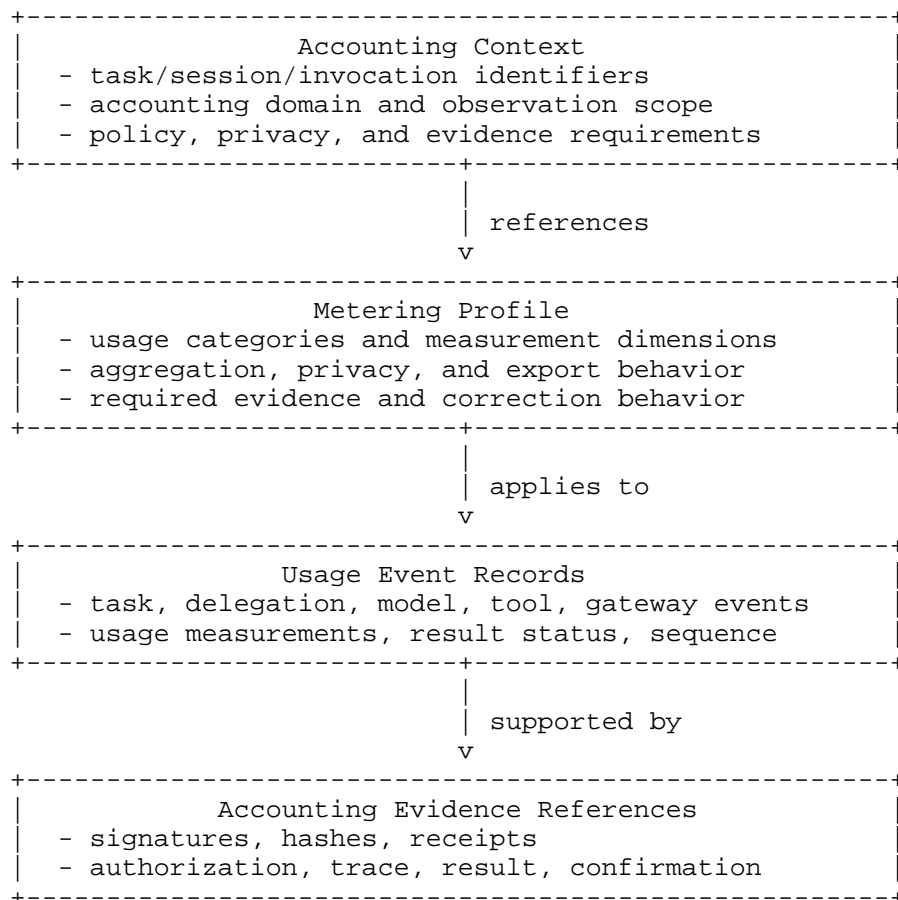 Accounting Context
- task/session/invocation identifiers
- accounting domain and observation scope
- policy, privacy, and evidence requirements
references
v
Metering Profile
- usage categories and measurement dimensions
- aggregation, privacy, and export behavior
- required evidence and correction behavior
applies to
v
Usage Event Records
- task, delegation, model, tool, gateway events
- usage measurements, result status, sequence
supported by
v
Accounting Evidence References
- signatures, hashes, receipts
- authorization, trace, result, confirmation